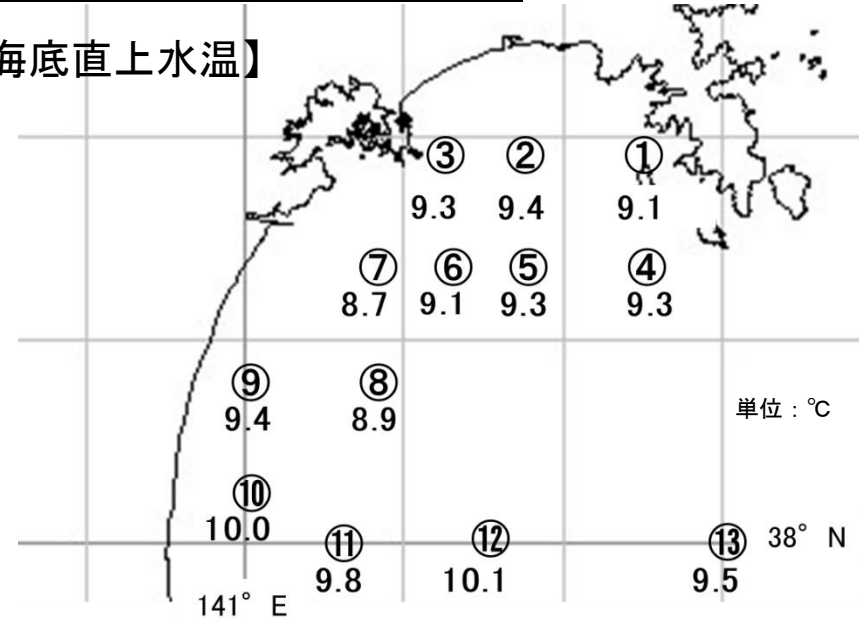 海底直上水温】
③ ② ①
9.3 9.4 9.1
⑦ ⑥ ⑤ ④
8.7 9.1 9.3 9.3
⑨ ⑧
9.4 8.9
単位：℃
⑩
10.0
⑪ ⑫ ⑬ 38° N
9.8 10.1 9.5
141° E